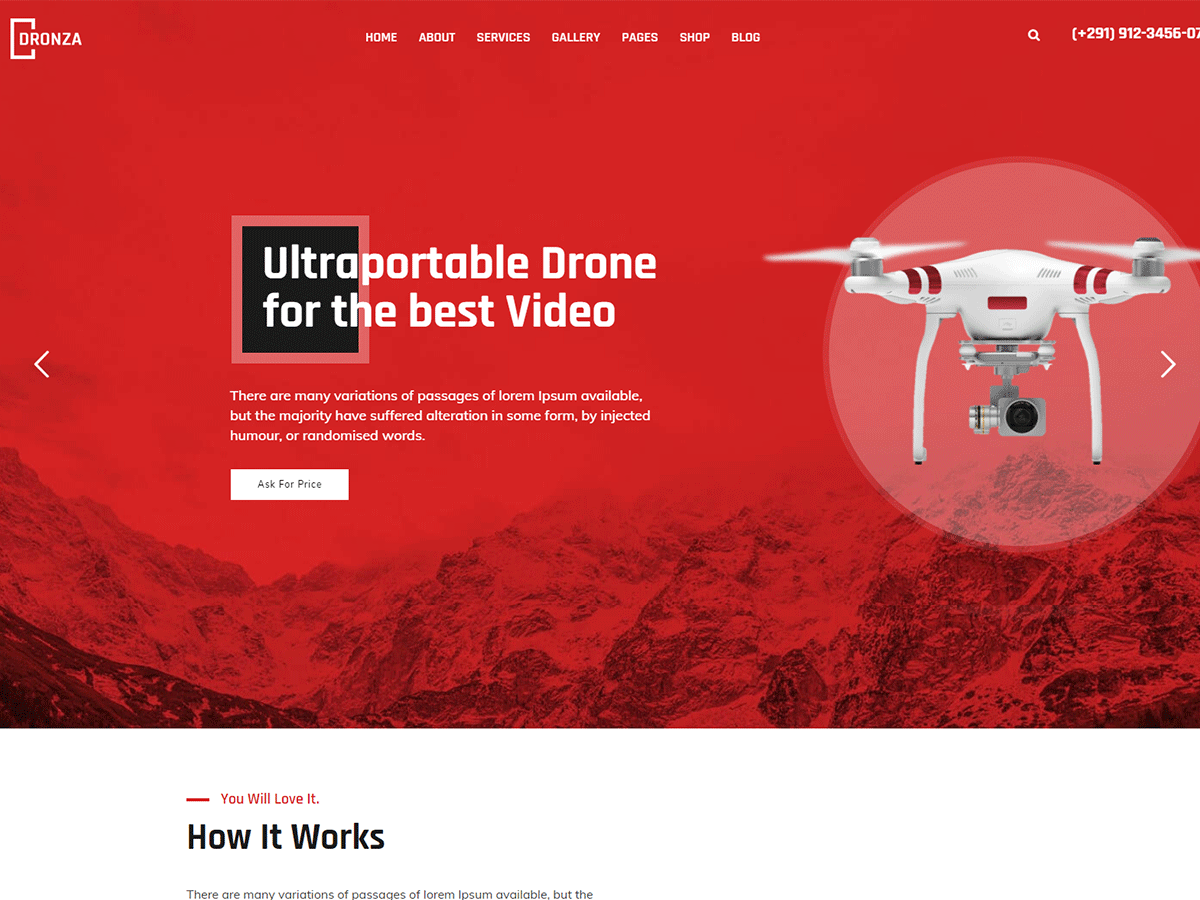 DRONZA
HOME ABOUT SERVICES GALLERY PAGES SHOP BLOG
(+291) 912-3456-07
Ultraportable Drone
for the best Video
There are many variations of passages of lorem Ipsum available,
but the majority have suffered alteration in some form, by injected
humour, or randomised words.
Ask For Price
You Will Love It.
How It Works
There are many variations of passages of lorem Ipsum available, but the